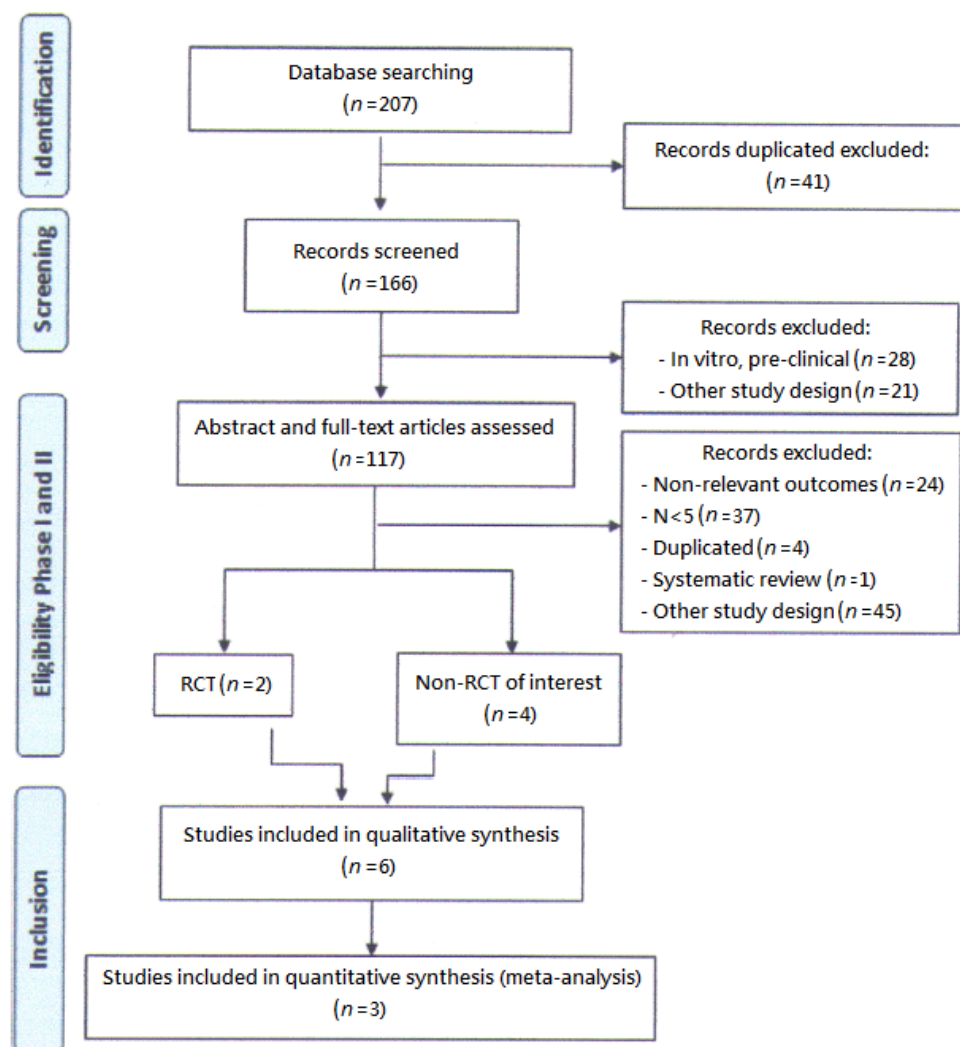 Identification
Database searching
(n=207)
Records duplicated excluded:
(n=41)
Screening
Records screened
(n=166)
Records excluded:
- In vitro, pre-clinical (n=28)
- Other study design (n=21)
Eligibility Phase I and II
Abstract and full-text articles assessed
(n=117)
Records excluded:
- Non-relevant outcomes (n=24)
- N<5 (n=37)
- Duplicated (n=4)
- Systematic review (n=1)
- Other study design (n=45)
RCT (n=2)
Non-RCT of interest
(n=4)
Inclusion
Studies included in qualitative synthesis
(n=6)
Studies included in quantitative synthesis (meta-analysis)
(n=3)